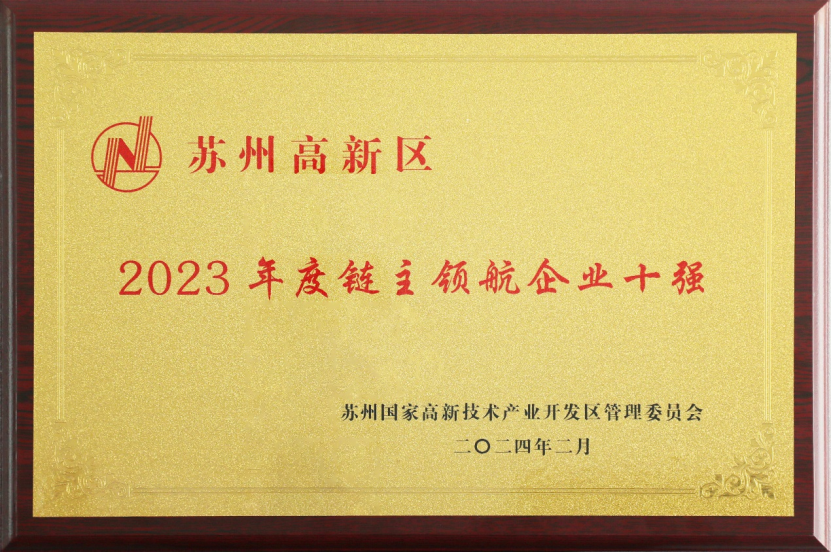 苏州高新区
2023年度链主领航企业十强
苏州国家高新技术产业开发区管理委员会
二〇二四年二月